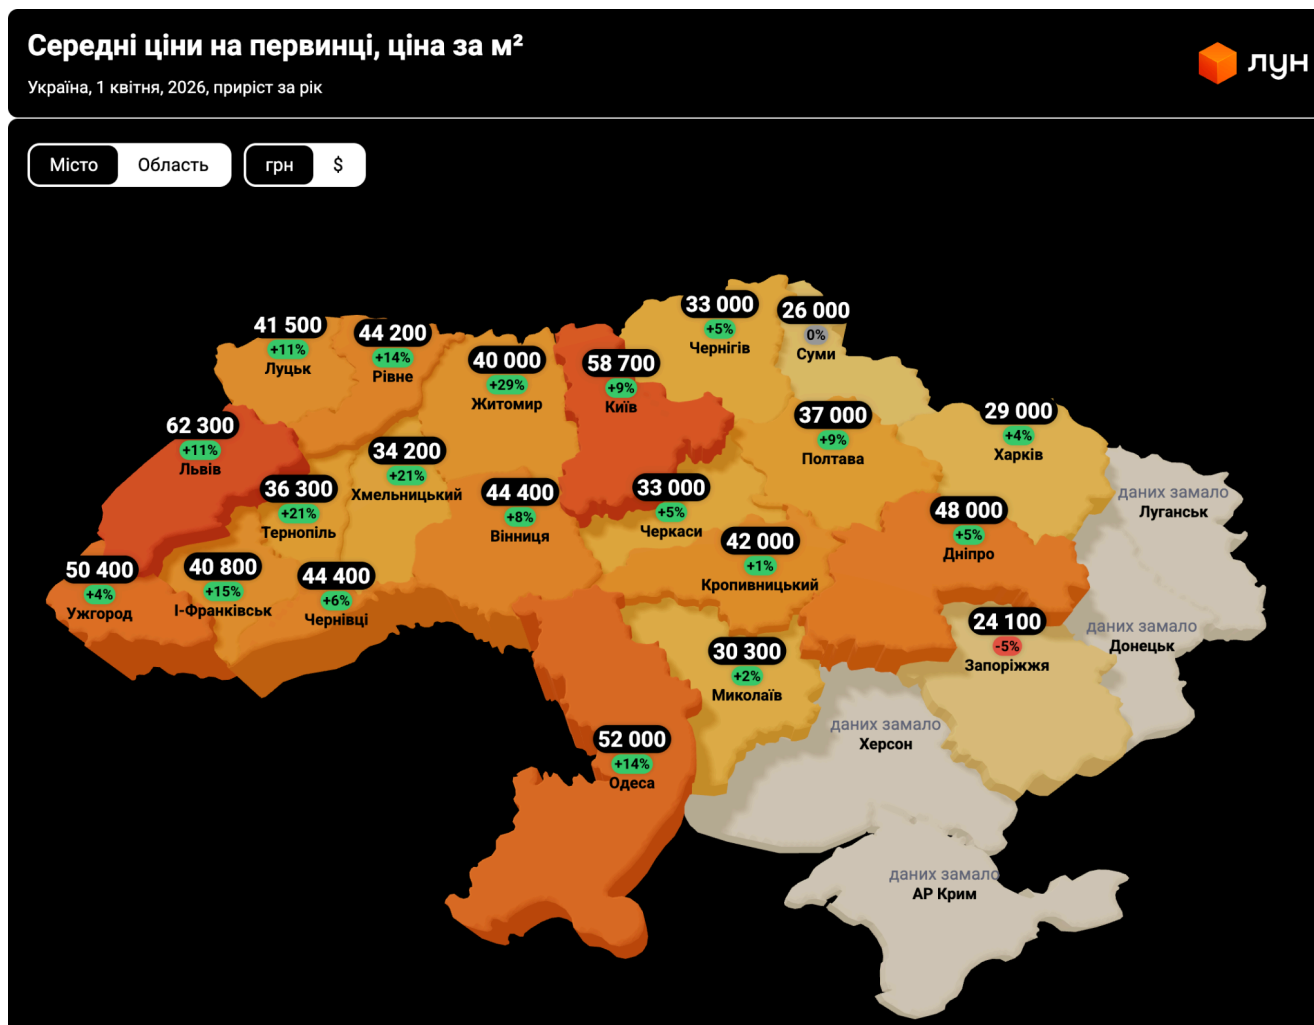 Середні ціни на первинці, ціна за м²
Україна, 1 квітня, 2026, приріст за рік
лун
Місто Область грн $
33 000
+5%
Чернігів
26 000
0%
Суми
41 500
+11%
Луцьк
44 200
+14%
Рівне
40 000
+29%
Житомир
58 700
+9%
Київ
62 300
+11%
Львів
34 200
+21%
Хмельницький
37 000
+9%
Полтава
29 000
+4%
Харків
36 300
+21%
Тернопіль
44 400
+8%
Вінниця
33 000
+5%
Черкаси
48 000
+5%
Дніпро
даних замало
Луганськ
50 400
+4%
Ужгород
40 800
+15%
І-Франківськ
44 400
+6%
Чернівці
42 000
+1%
Кропивницький
24 100
-5%
Запоріжжя
даних замало
Донецьк
30 300
+2%
Миколаїв
52 000
+14%
Одеса
даних замало
Херсон
даних замало
АР Крим